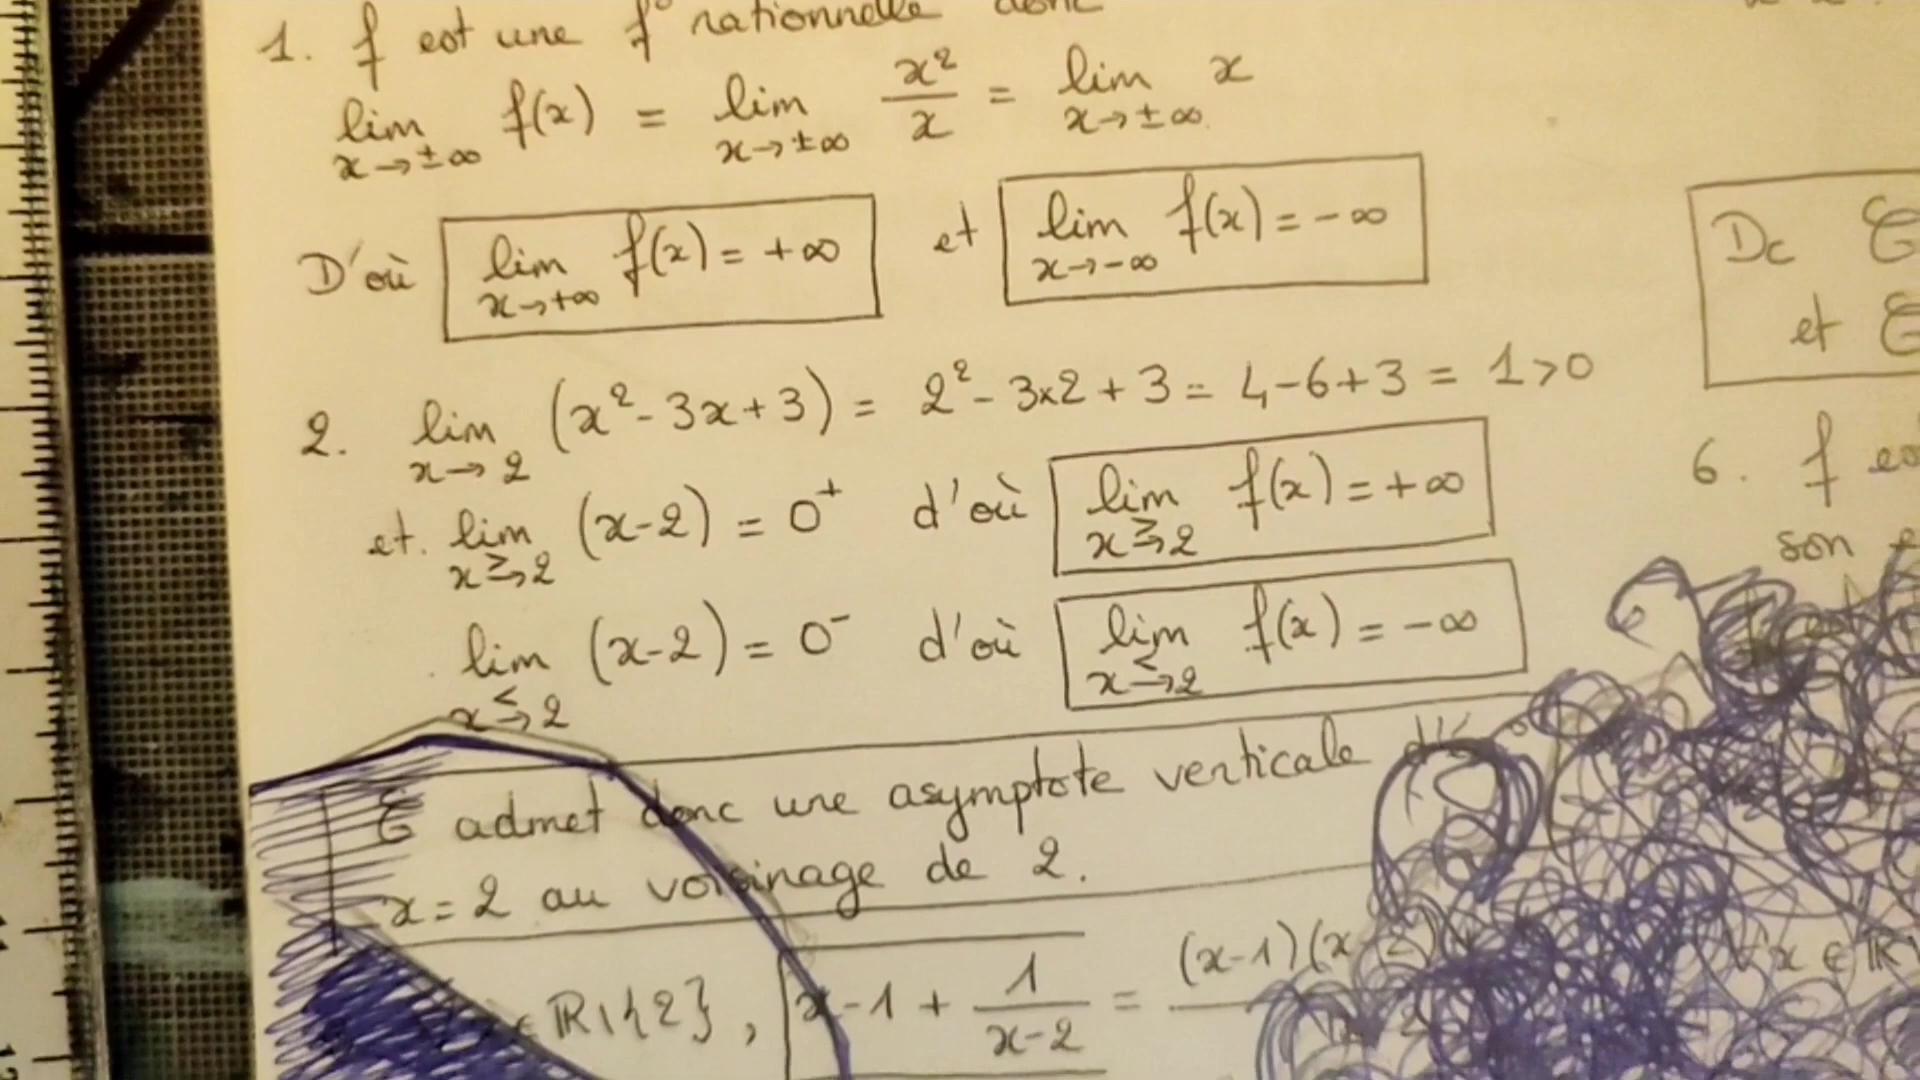 1. f est une f° rationnelle donc
lim x→±∞ f(x) = lim x→±∞ x²/x = lim x→±∞ x
D'où lim x→+∞ f(x) = +∞ et lim x→-∞ f(x) = -∞
2. lim x→2 (x² - 3x + 3) = 2² - 3×2 + 3 = 4 - 6 + 3 = 1 > 0
et. lim x→2 > (x-2) = 0⁺ d'où lim x→2 > f(x) = +∞
lim x→2 < (x-2) = 0⁻ d'où lim x→2 < f(x) = -∞
C admet donc une asymptote verticale
x = 2 au voisinage de 2.
∈ ℝ\{2}, x-1 + 1/(x-2) = (x-1)(x
Dc C
et C
6. f
son
x ∈ ℝ\